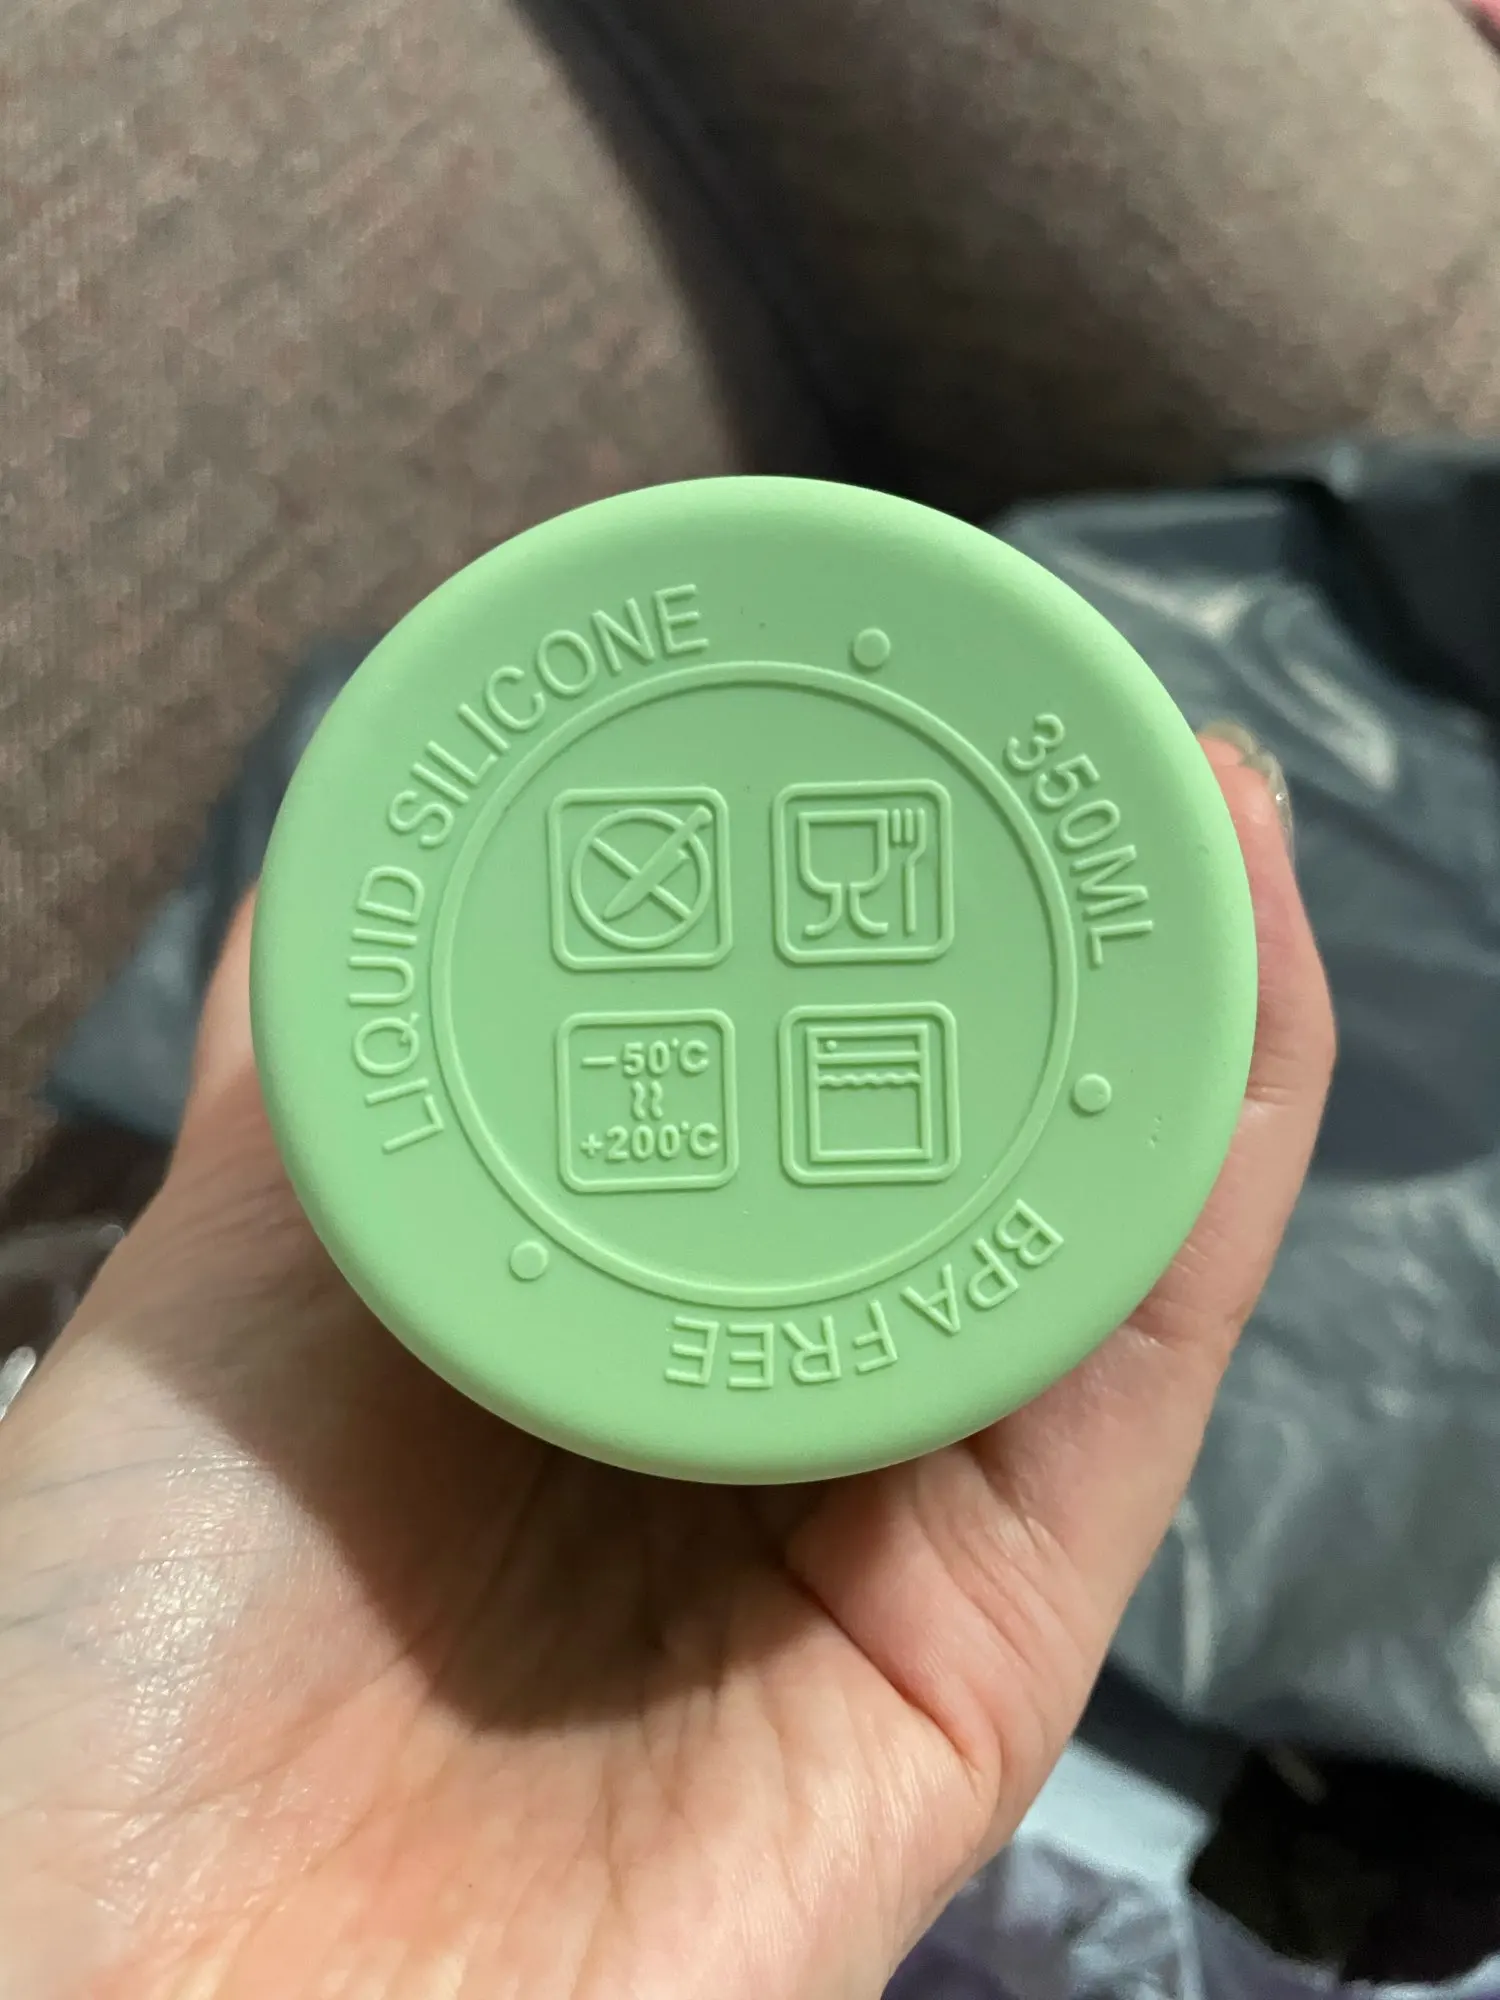 LIQUID SILICONE
350ML
−50°C
+200°C
BPA FREE